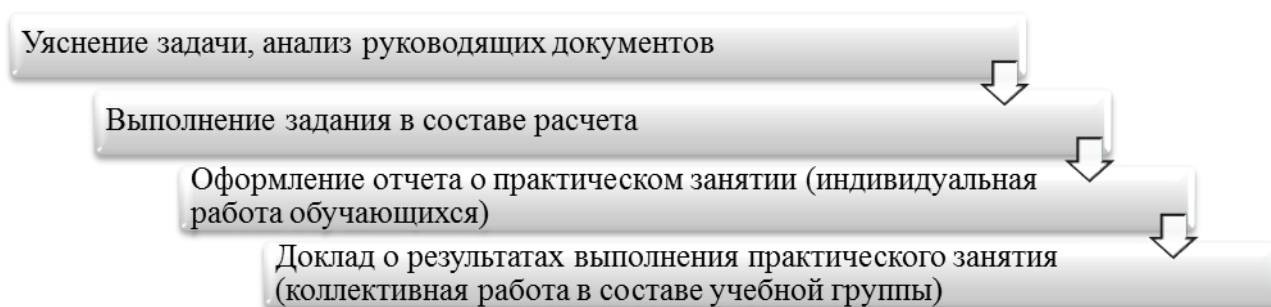 Уяснение задачи, анализ руководящих документов
Выполнение задания в составе расчета
Оформление отчета о практическом занятии (индивидуальная
работа обучающихся)
Доклад о результатах выполнения практического занятия
(коллективная работа в составе учебной группы)